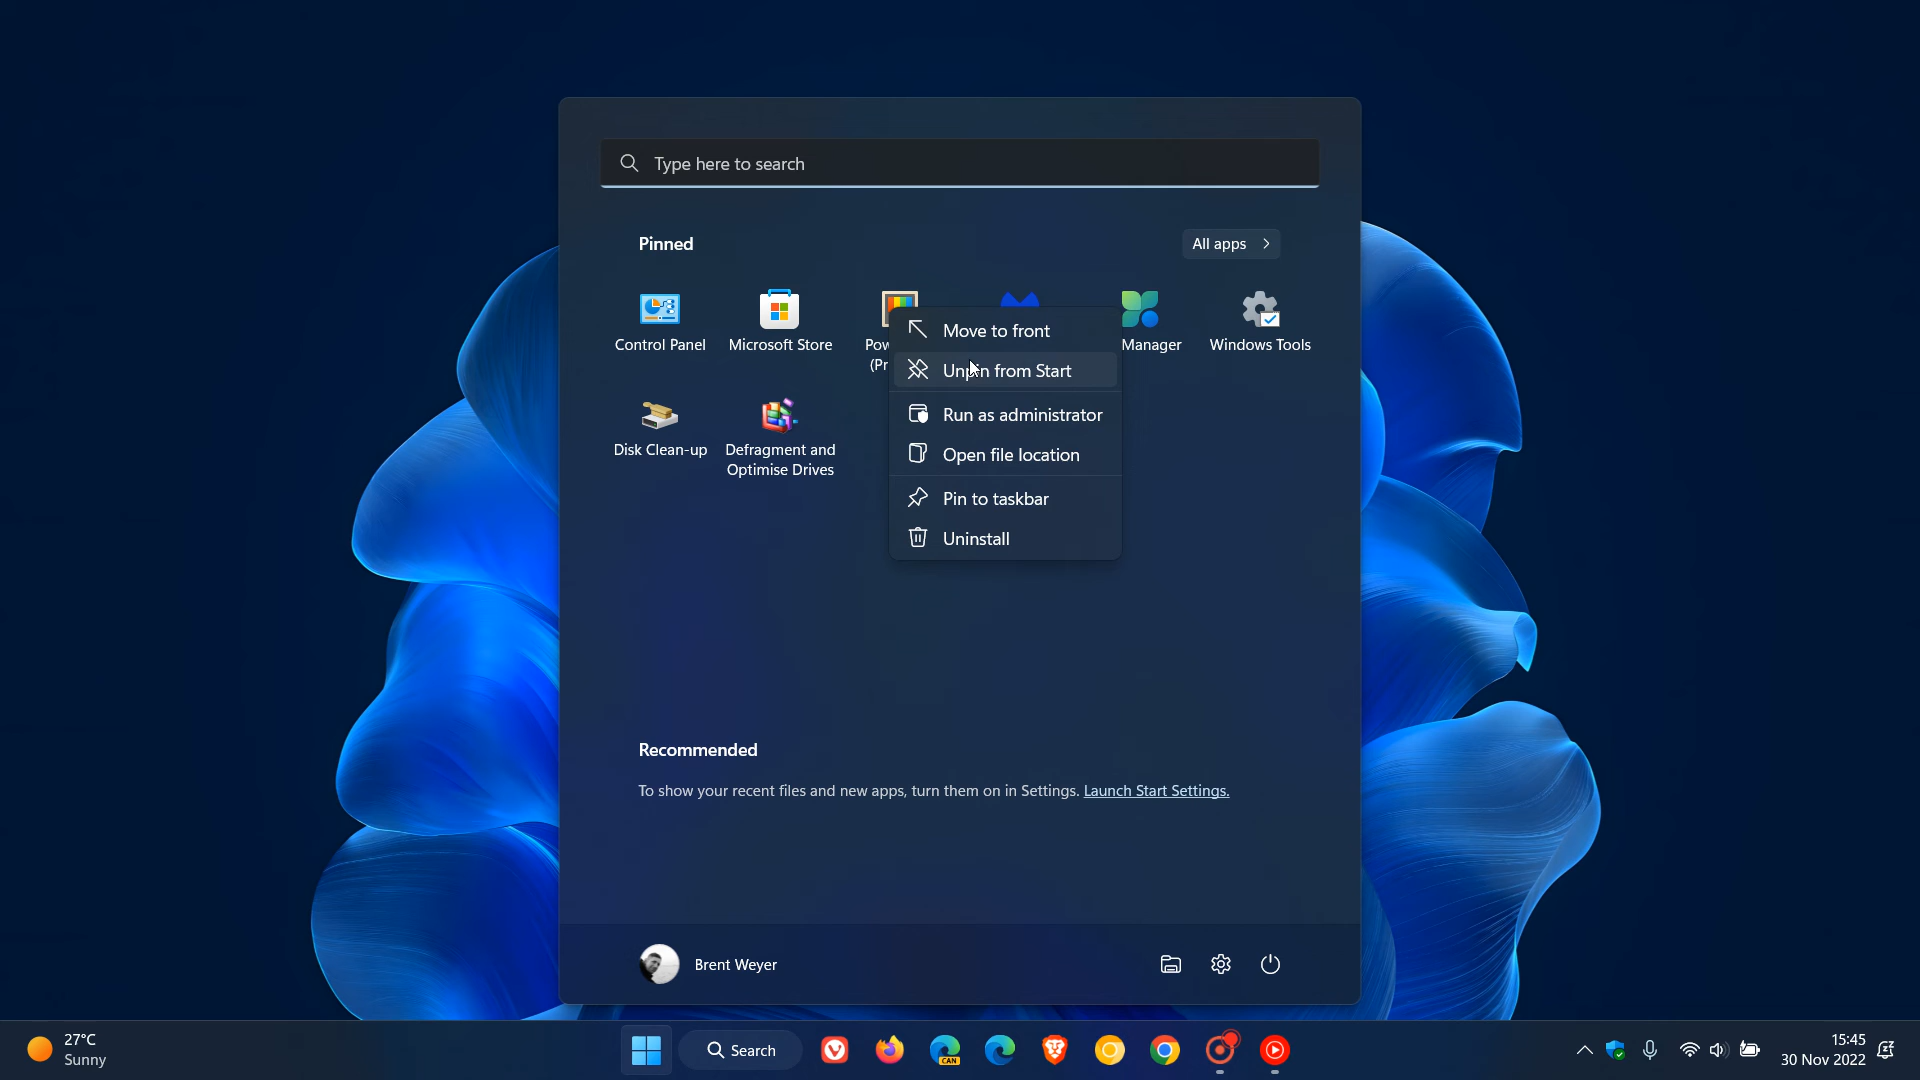 Type here to search
Pinned
All apps
Control Panel
Microsoft Store
Pow
(Pr
Manager
Windows Tools
Move to front
Unpin from Start
Run as administrator
Open file location
Pin to taskbar
Uninstall
Disk Clean-up
Defragment and
Optimise Drives
Recommended
To show your recent files and new apps, turn them on in Settings. Launch Start Settings.
Brent Weyer
27°C
Sunny
Search
CAN
15:45
30 Nov 2022